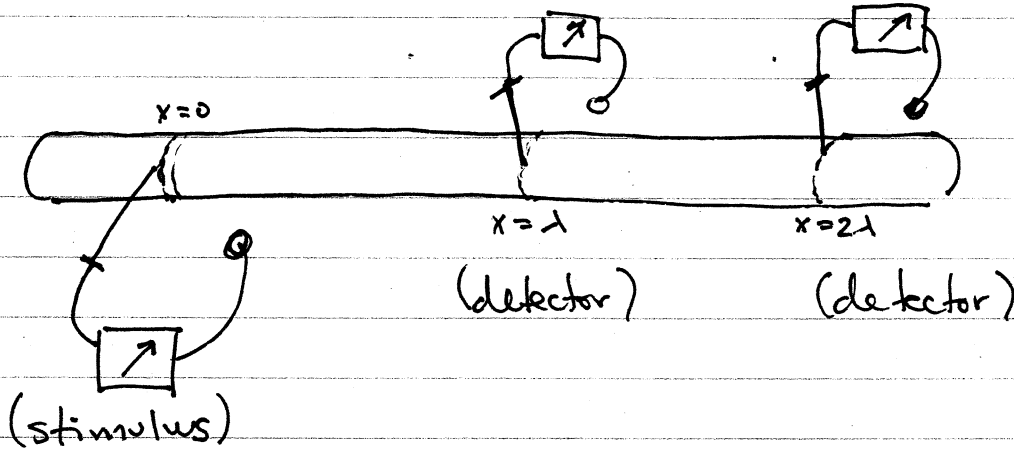 x=0
x=λ
x=2λ
(detector)
(detector)
(stimulus)